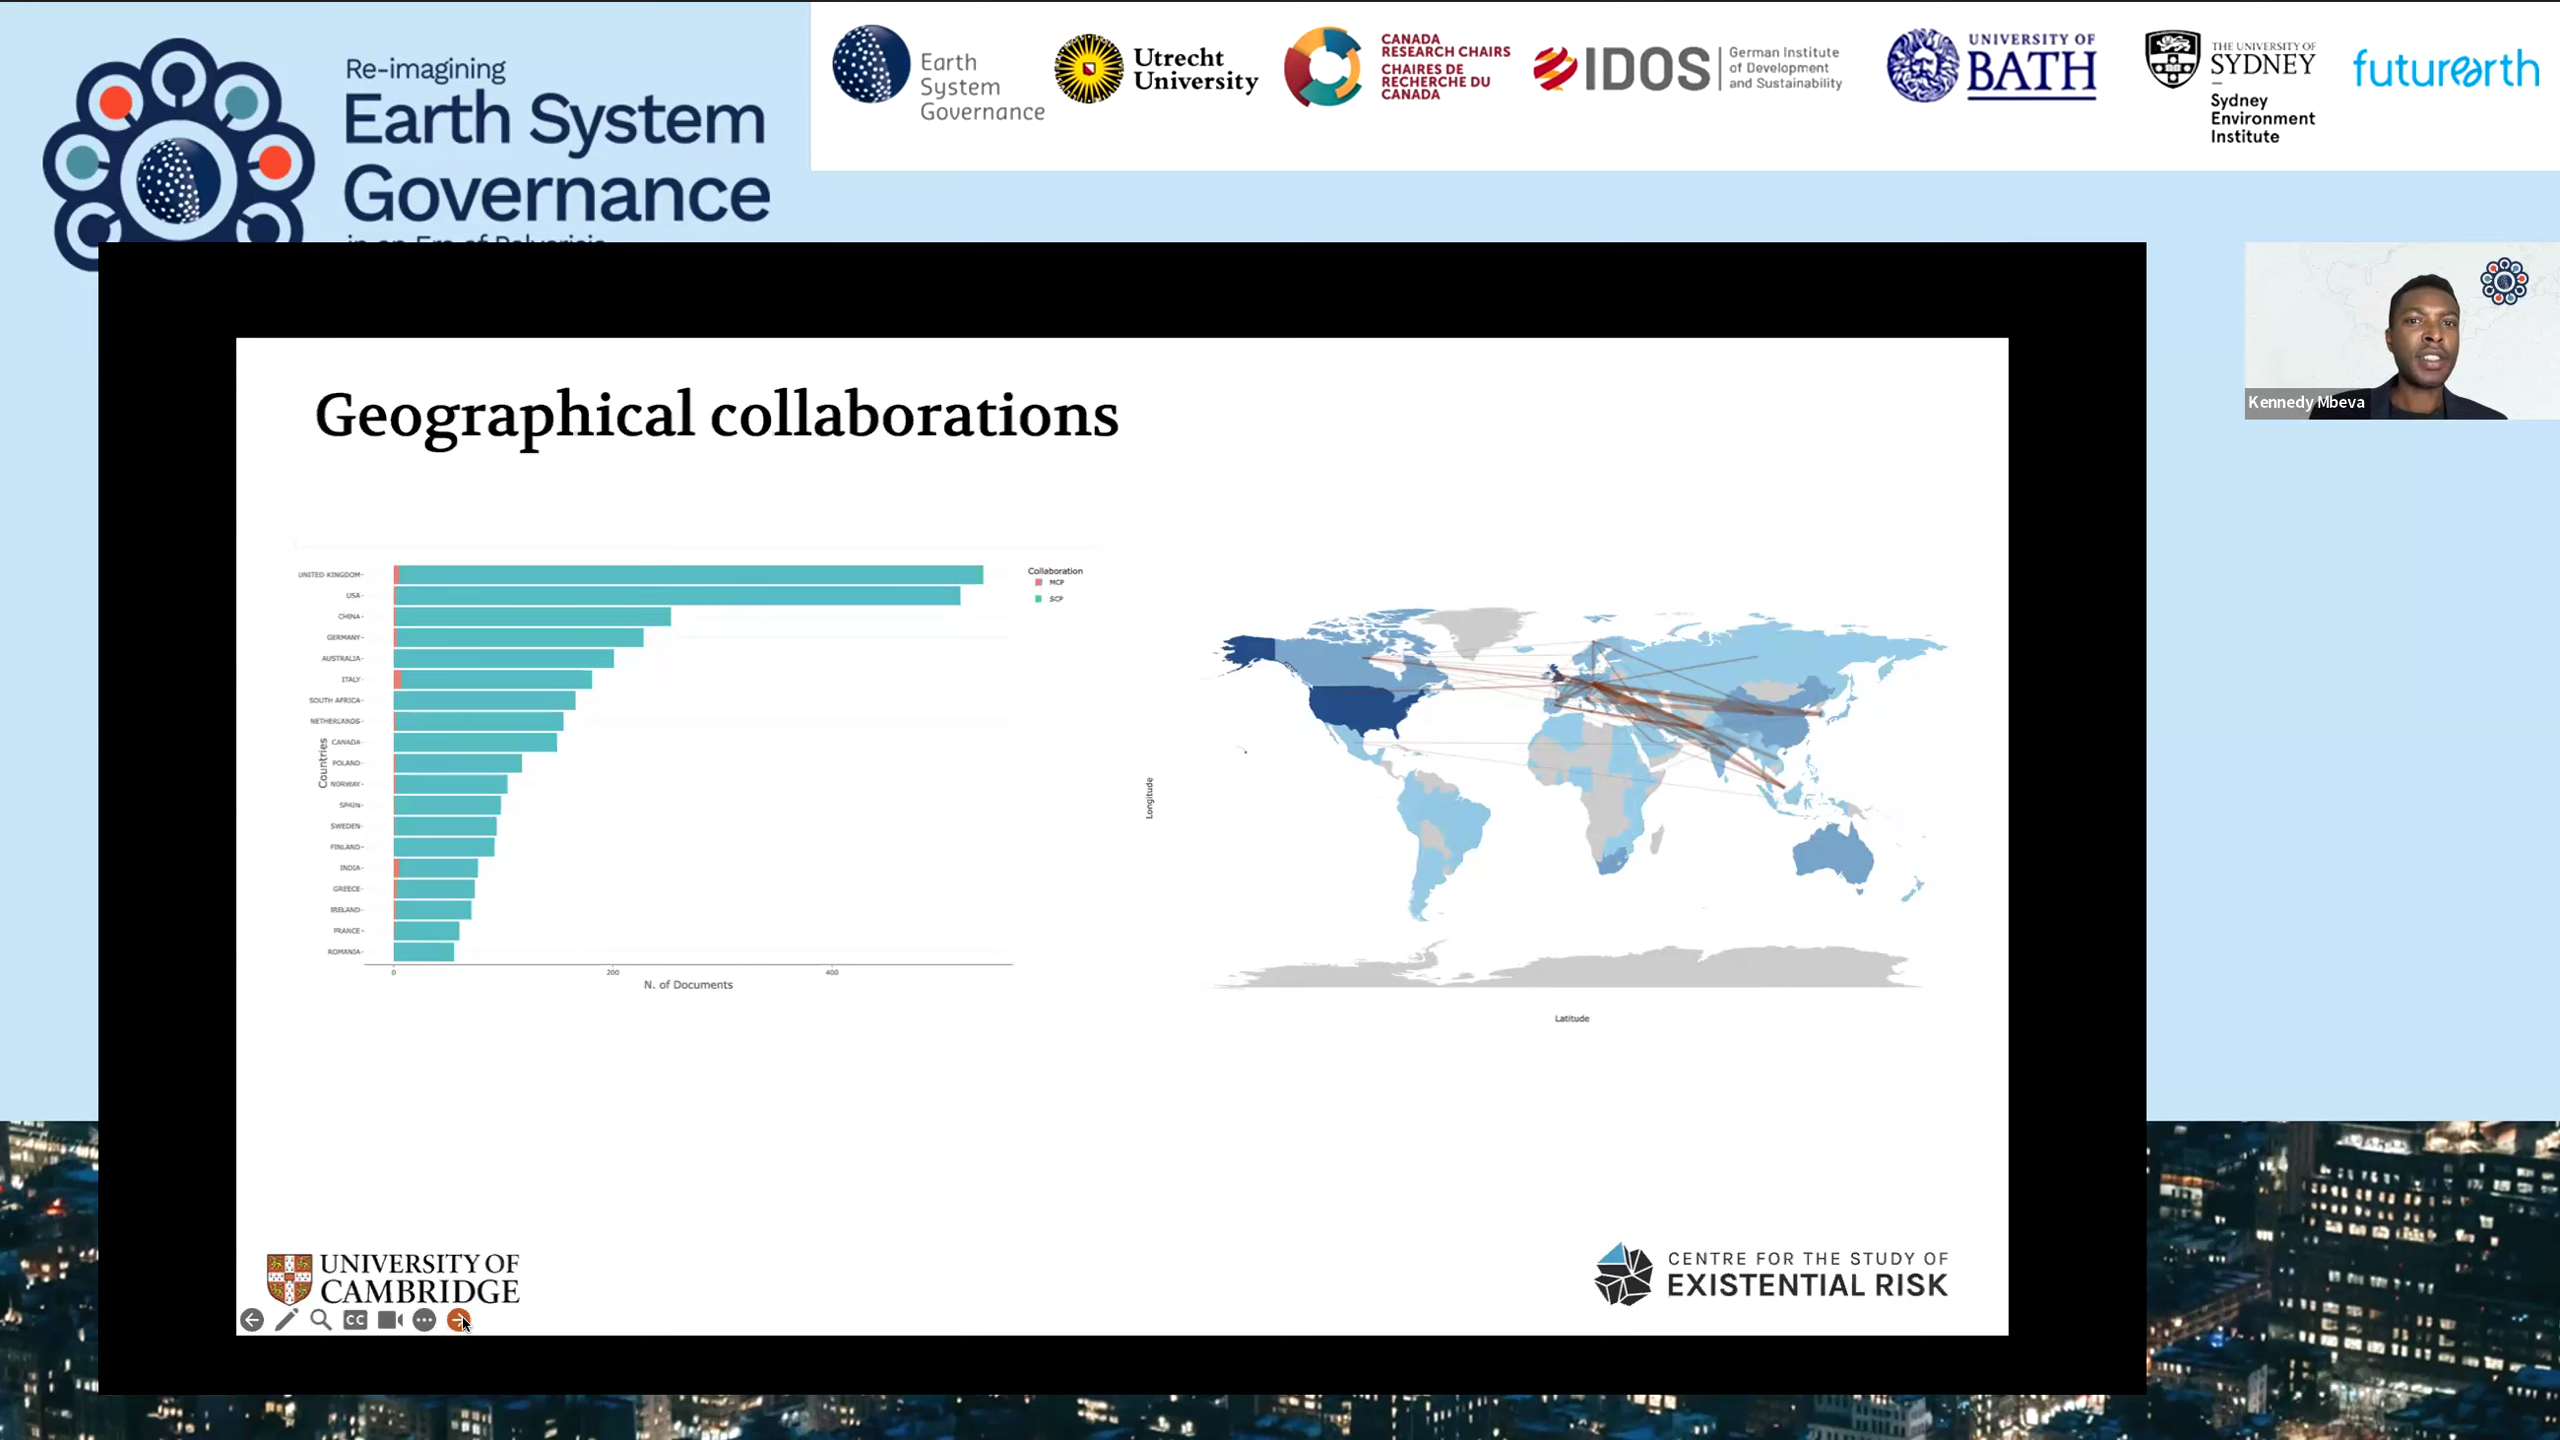 Re-imagining
Earth System
Governance
Earth
System
Governance
Utrecht
University
CANADA
RESEARCH CHAIRS
CHAIRES DE
RECHERCHE DU
CANADA
IDOS
German Institute
of Development
and Sustainability
UNIVERSITY OF
BATH
THE UNIVERSITY OF
SYDNEY
Sydney
Environment
Institute
futurearth
Kennedy Mbeva
Geographical collaborations
Collaboration
MCP
SCP
Countries
UNITED KINGDOM
USA
CHINA
GERMANY
AUSTRALIA
ITALY
SOUTH AFRICA
NETHERLANDS
CANADA
POLAND
NORWAY
SPAIN
SWEDEN
FINLAND
INDIA
GREECE
IRELAND
FRANCE
ROMANIA
0 200 400
N. of Documents
Longitude
Latitude
UNIVERSITY OF
CAMBRIDGE
CENTRE FOR THE STUDY OF
EXISTENTIAL RISK
CC